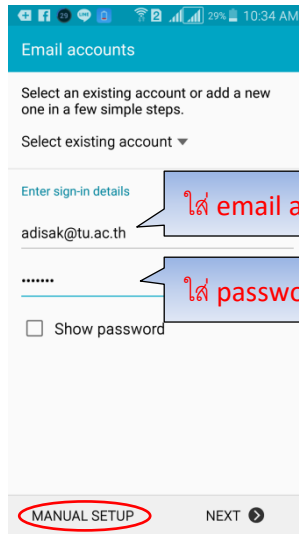 29% 10:34 AM
Email accounts
Select an existing account or add a new
one in a few simple steps.
Select existing account
Enter sign-in details
ใส่ email a
adisak@tu.ac.th
ใส่ passwo
•••••••
Show password
MANUAL SETUP NEXT